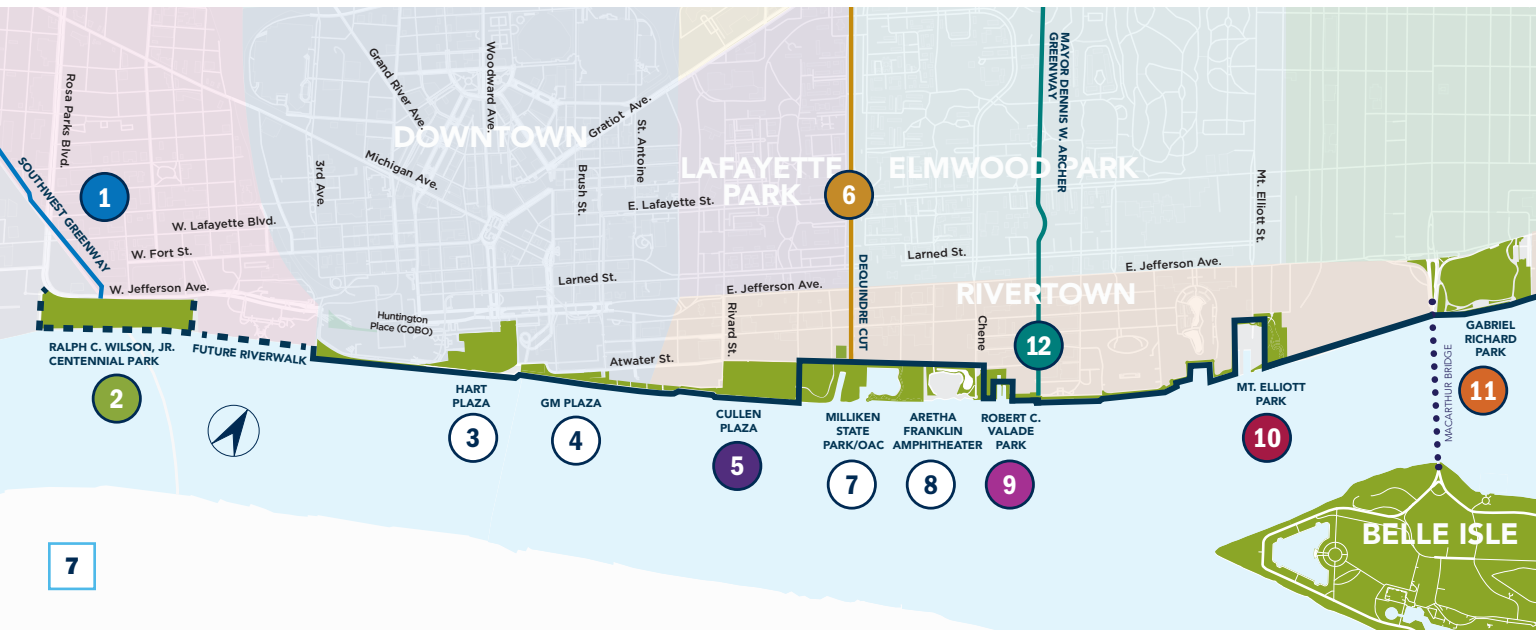 Rosa Parks Blvd.
SOUTHWEST GREENWAY
1
W. Lafayette Blvd.
W. Fort St.
W. Jefferson Ave.
RALPH C. WILSON, JR.
CENTENNIAL PARK
2
FUTURE RIVERWALK
3rd Ave.
Grand River Ave.
Woodward Ave.
DOWNTOWN
Michigan Ave.
Gratiot Ave.
St. Antoine
Brush St.
E. Lafayette St.
Larned St.
Huntington
Place (COBO)
Atwater St.
HART
PLAZA
3
GM PLAZA
4
LAFAYETTE
PARK
6
E. Jefferson Ave.
Rivard St.
DEQUINDRE CUT
CULLEN
PLAZA
5
ELMWOOD PARK
MAYOR DENNIS W. ARCHER
GREENWAY
Larned St.
E. Jefferson Ave.
Mt. Elliott St.
RIVERTOWN
Chene
12
MILLIKEN
STATE
PARK/OAC
7
ARETHA
FRANKLIN
AMPHITHEATER
8
ROBERT C.
VALADE
PARK
9
MT. ELLIOTT
PARK
10
GABRIEL
RICHARD
PARK
11
MACARTHUR BRIDGE
BELLE ISLE
7